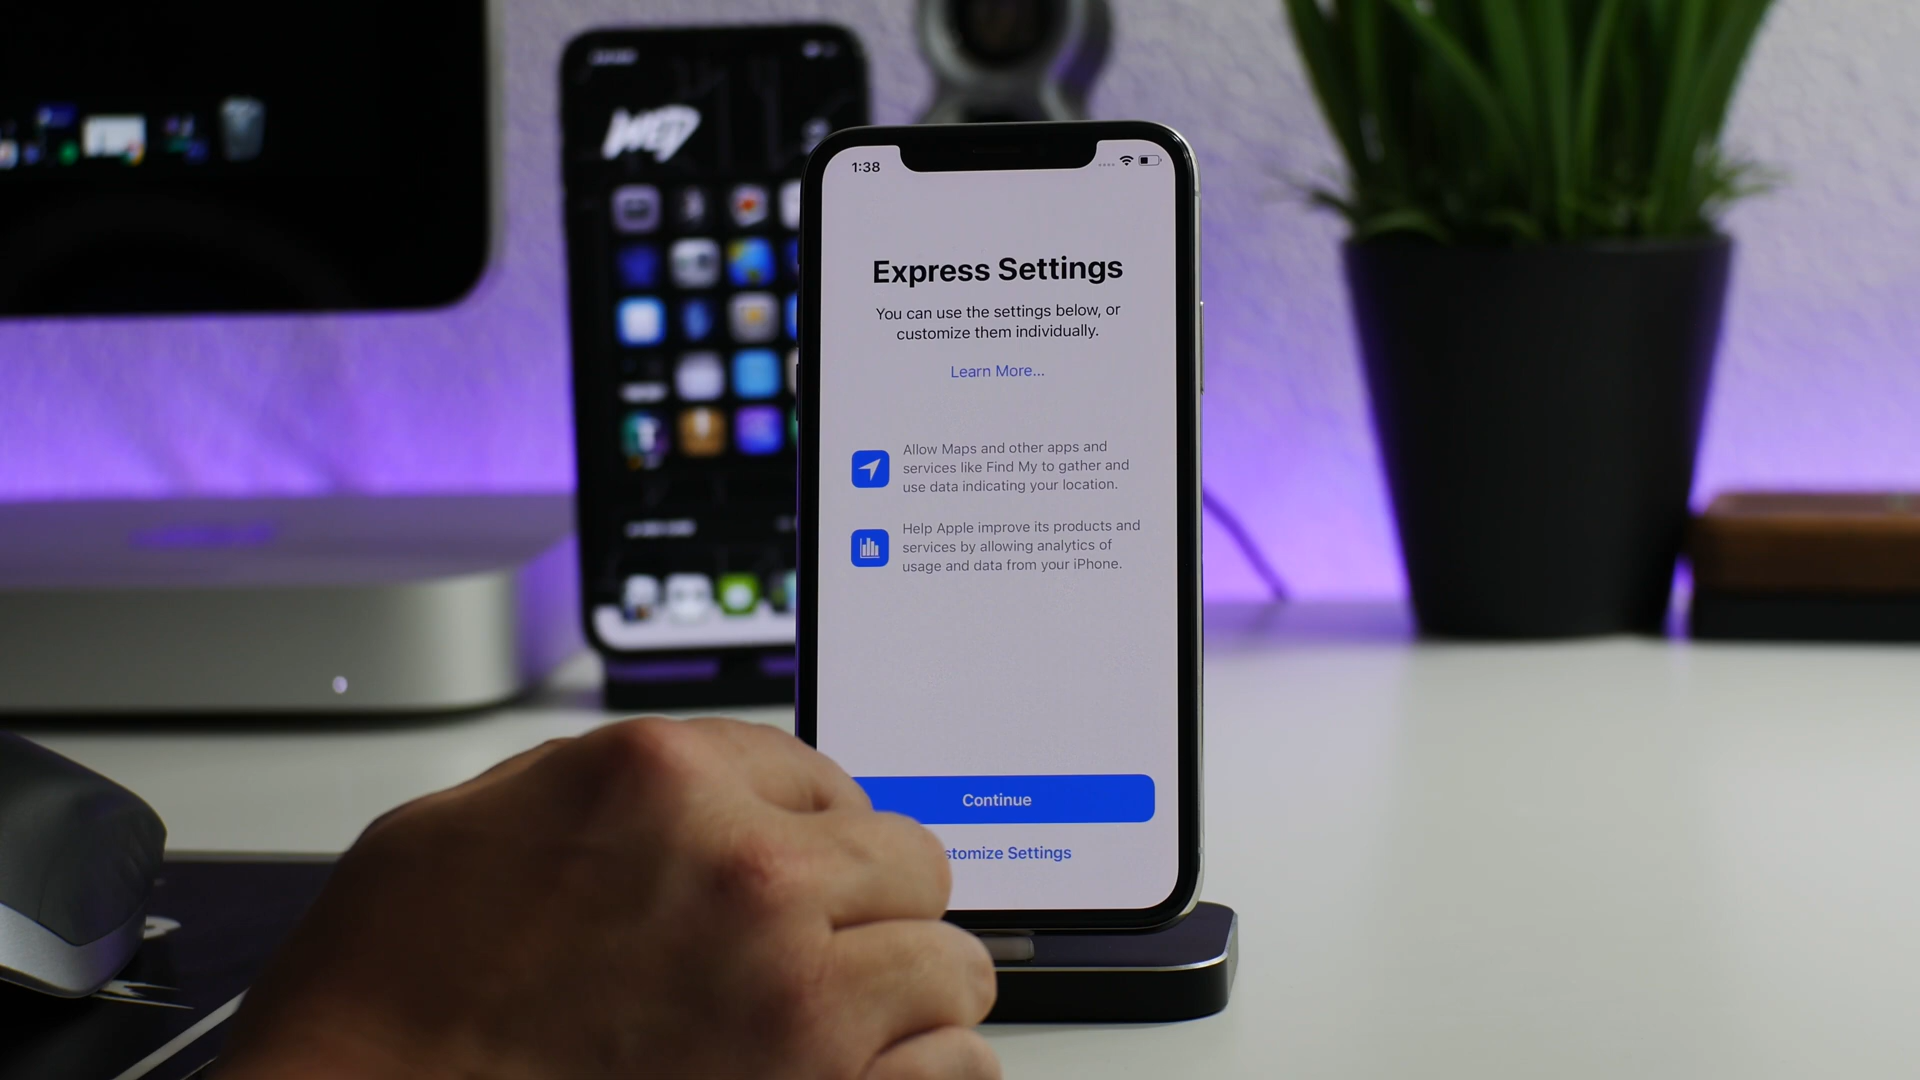 WED
1:38
Express Settings
You can use the settings below, or
customize them individually.
Learn More...
Allow Maps and other apps and
services like Find My to gather and
use data indicating your location.
Help Apple improve its products and
services by allowing analytics of
usage and data from your iPhone.
Continue
stomize Settings